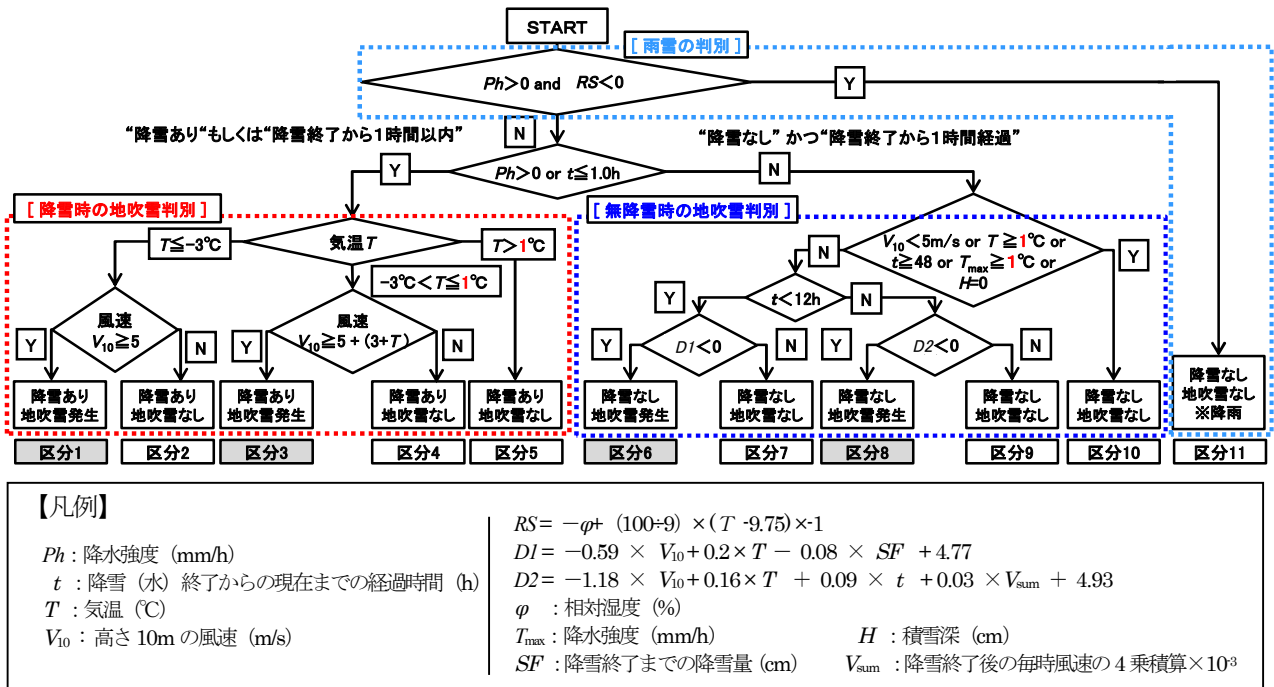 START
[ 雨雪の判別 ]
Ph＞0 and RS＜0
Y
N
“降雪あり“もしくは“降雪終了から1時間以内”
“降雪なし” かつ “降雪終了から1時間経過”
Ph＞0 or t≦1.0h
Y
N
[ 降雪時の地吹雪判別 ]
[ 無降雪時の地吹雪判別 ]
気温T
T≦−3℃
T＞1℃
−3℃＜T≦1℃
V10＜5m/s or T ≧1℃ or
t≧48 or Tmax≧1℃ or
H=0
N
Y
t＜12h
Y
N
風速
V10≧5
Y
N
風速
V10≧5＋(3+T)
Y
N
D1＜0
Y
N
D2＜0
Y
N
降雪あり
地吹雪発生
降雪あり
地吹雪なし
降雪あり
地吹雪発生
降雪あり
地吹雪なし
降雪あり
地吹雪なし
降雪なし
地吹雪発生
降雪なし
地吹雪なし
降雪なし
地吹雪発生
降雪なし
地吹雪なし
降雪なし
地吹雪なし
降雪なし
地吹雪なし
※降雨
区分1 区分2 区分3 区分4 区分5 区分6 区分7 区分8 区分9 区分10 区分11
【凡例】
Ph：降水強度（mm/h）
t：降雪（水）終了からの現在までの経過時間（h）
T：気温（℃）
V10：高さ 10m の風速（m/s）
RS= −φ+（100÷9）×( T -9.75) ×-1
D1= −0.59 × V10+0.2×T − 0.08 × SF +4.77
D2= −1.18 × V10+0.16×T + 0.09 × t +0.03 ×Vsum + 4.93
φ ：相対湿度（%）
Tmax：降水強度（mm/h） H：積雪深（cm）
SF：降雪終了までの降雪量（cm） Vsum：降雪終了後の毎時風速の 4 乗積算×10-3